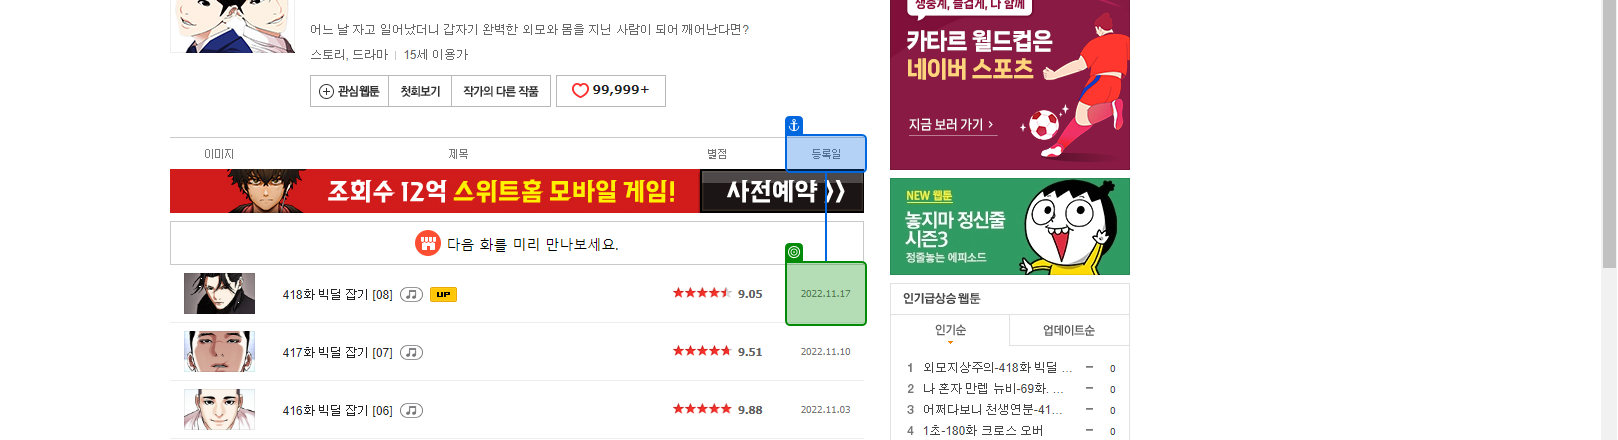 어느 날 자고 일어났더니 갑자기 완벽한 외모와 몸을 지닌 사람이 되어 깨어난다면?
스토리, 드라마 | 15세 이용가
관심웹툰 첫회보기 작가의 다른 작품 99,999+
이미지 제목 별점 등록일
조회수 12억 스위트홈 모바일 게임! 사전예약 》
다음 화를 미리 만나보세요.
418화 빅덜 잡기 [08] UP 9.05 2022.11.17
417화 빅덜 잡기 [07] 9.51 2022.11.10
416화 빅덜 잡기 [06] 9.88 2022.11.03
생중계, 즐겁게, 다 함께
카타르 월드컵은
네이버 스포츠
지금 보러 가기 >
NEW 웹툰
놓지마 정신줄
시즌3
정줄놓는 에피소드
인기급상승 웹툰
인기순 업데이트순
1 외모지상주의-418화 빅덜 ... 0
2 나 혼자 만렙 뉴비-69화. ... 0
3 어쩌다보니 천생연분-41... 0
4 1초-180화 크로스 오버 0